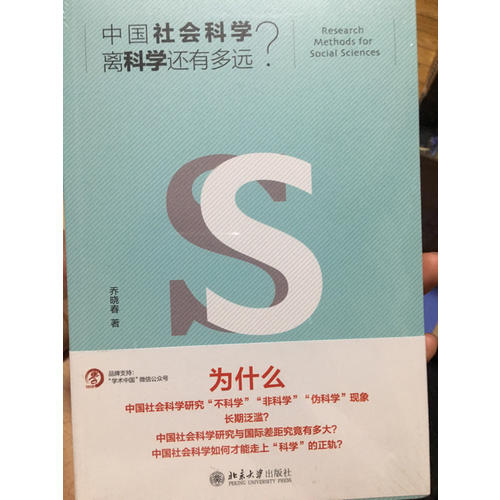 中国社会科学
离科学还有多远?
Research
Methods for
Social Sciences
S
S
乔晓春 著
品牌支持:
“学术中国”微信公众号
为什么
中国社会科学研究“不科学”“非科学”“伪科学”现象
长期泛滥?
中国社会科学研究与国际差距究竟有多大?
中国社会科学如何才能走上“科学”的正轨?
北京大学出版社